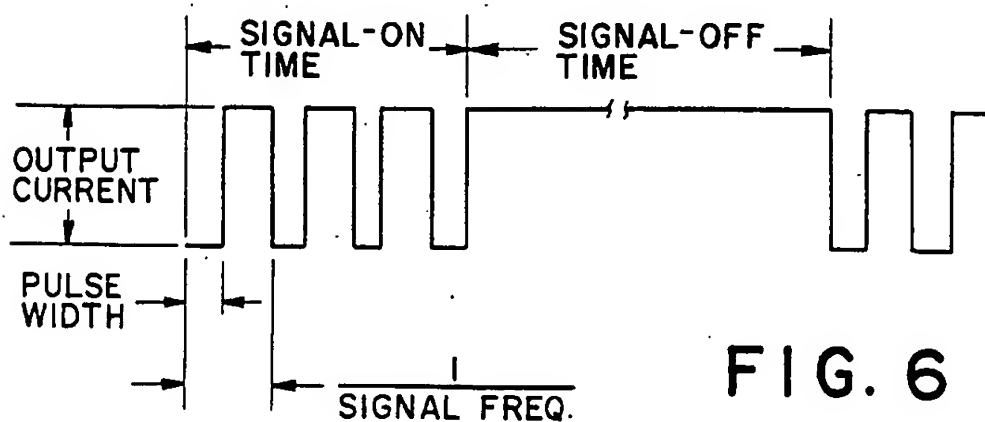 SIGNAL-ON
TIME
SIGNAL-OFF
TIME
OUTPUT
CURRENT
PULSE
WIDTH
1
SIGNAL FREQ.
FIG. 6